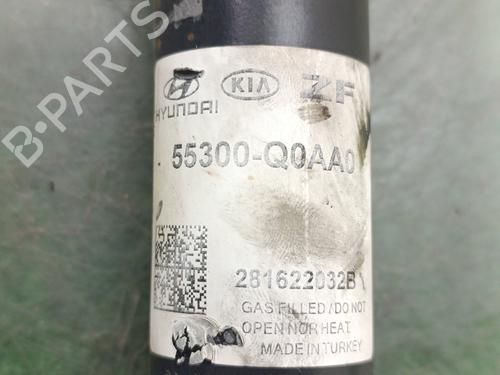 HYUNDAI KIA ZF
55300-Q0AA0
281622032B
GAS FILLED / DO NOT
OPEN NOR HEAT.
MADE IN TURKEY
B-PARTS